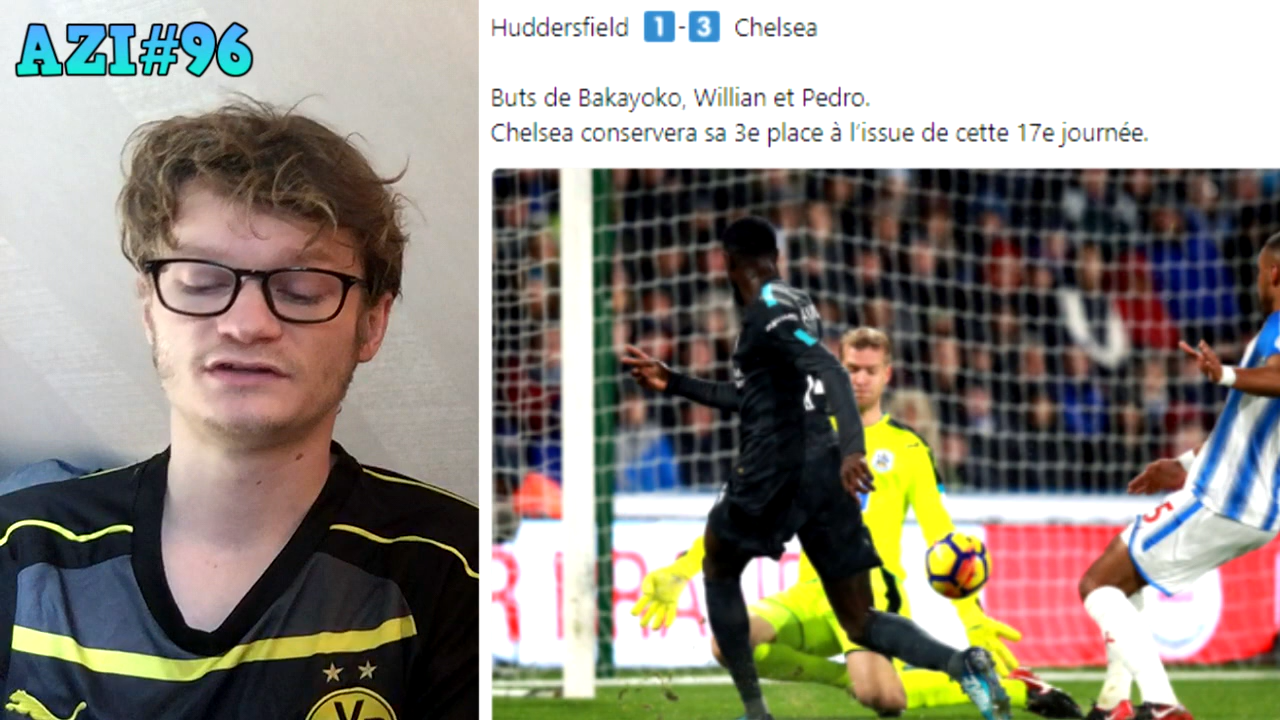 AZI#96
Huddersfield 1-3 Chelsea
Buts de Bakayoko, Willian et Pedro.
Chelsea conservera sa 3e place à l'issue de cette 17e journée.
5